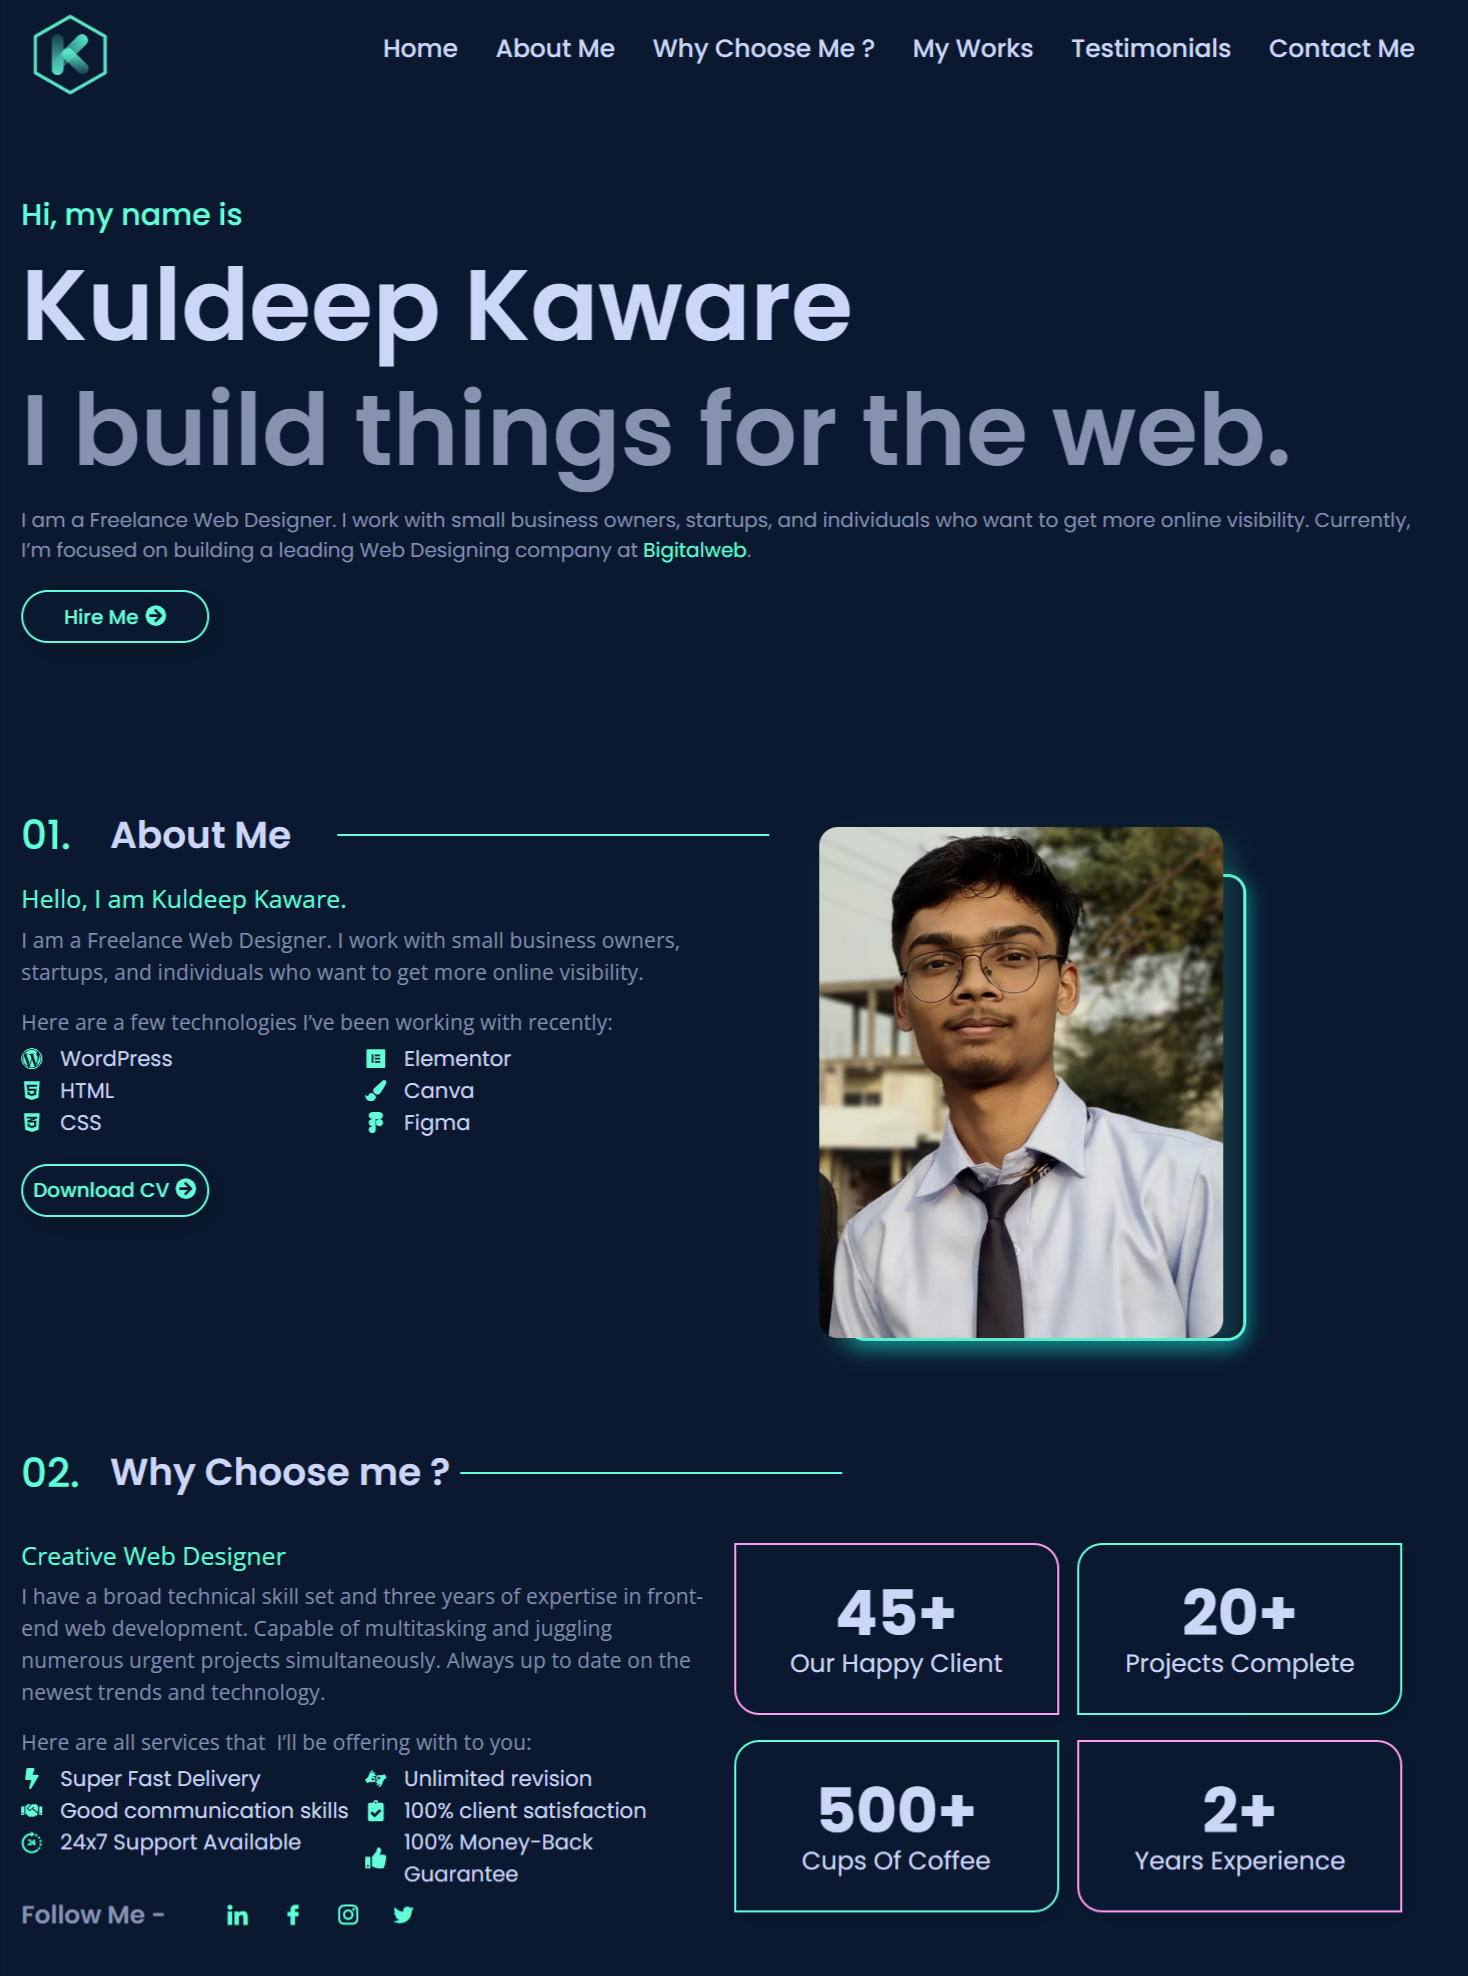 K
Home About Me Why Choose Me ? My Works Testimonials Contact Me
Hi, my name is
Kuldeep Kaware
I build things for the web.
I am a Freelance Web Designer. I work with small business owners, startups, and individuals who want to get more online visibility. Currently,
I’m focused on building a leading Web Designing company at Bigitalweb.
Hire Me
01. About Me
Hello, I am Kuldeep Kaware.
I am a Freelance Web Designer. I work with small business owners,
startups, and individuals who want to get more online visibility.
Here are a few technologies I’ve been working with recently:
WordPress
HTML
CSS
Elementor
Canva
Figma
Download CV
02. Why Choose me ?
Creative Web Designer
I have a broad technical skill set and three years of expertise in front-
end web development. Capable of multitasking and juggling
numerous urgent projects simultaneously. Always up to date on the
newest trends and technology.
Here are all services that  I’ll be offering with to you:
Super Fast Delivery
Good communication skills
24x7 Support Available
Unlimited revision
100% client satisfaction
100% Money-Back
Guarantee
Follow Me -
45+
Our Happy Client
20+
Projects Complete
500+
Cups Of Coffee
2+
Years Experience